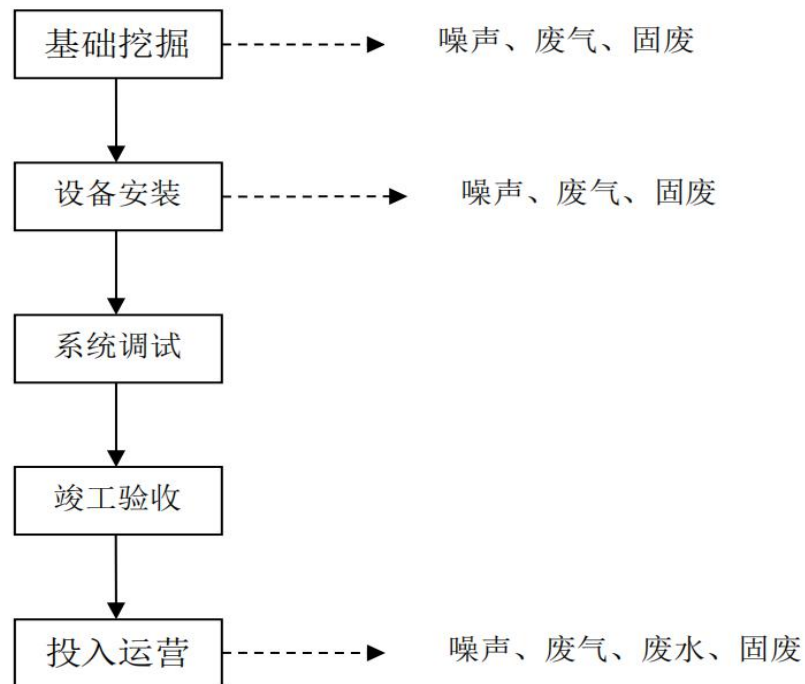 基础挖掘
噪声、废气、固废
设备安装
噪声、废气、固废
系统调试
竣工验收
投入运营
噪声、废气、废水、固废